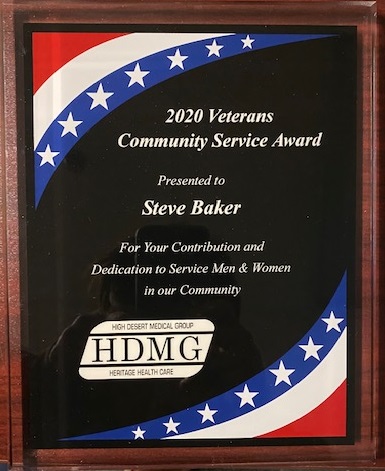 2020 Veterans
Community Service Award
Presented to
Steve Baker
For Your Contribution and
Dedication to Service Men & Women
in our Community
HIGH DESERT MEDICAL GROUP
HDMG
HERITAGE HEALTH CARE